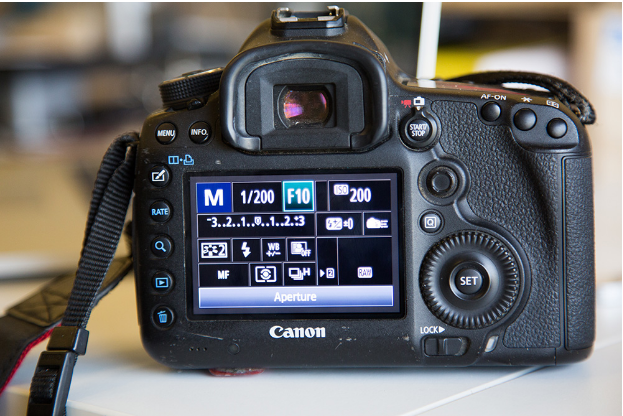 AF-ON
START/
STOP
MENU INFO.
M 1/200 F10 ISO 200
-3..2..1..0..1..2..+3
RATE
WB
+/-
OFF
MF
H
2
RAW
Aperture
Q
SET
LOCK
Canon